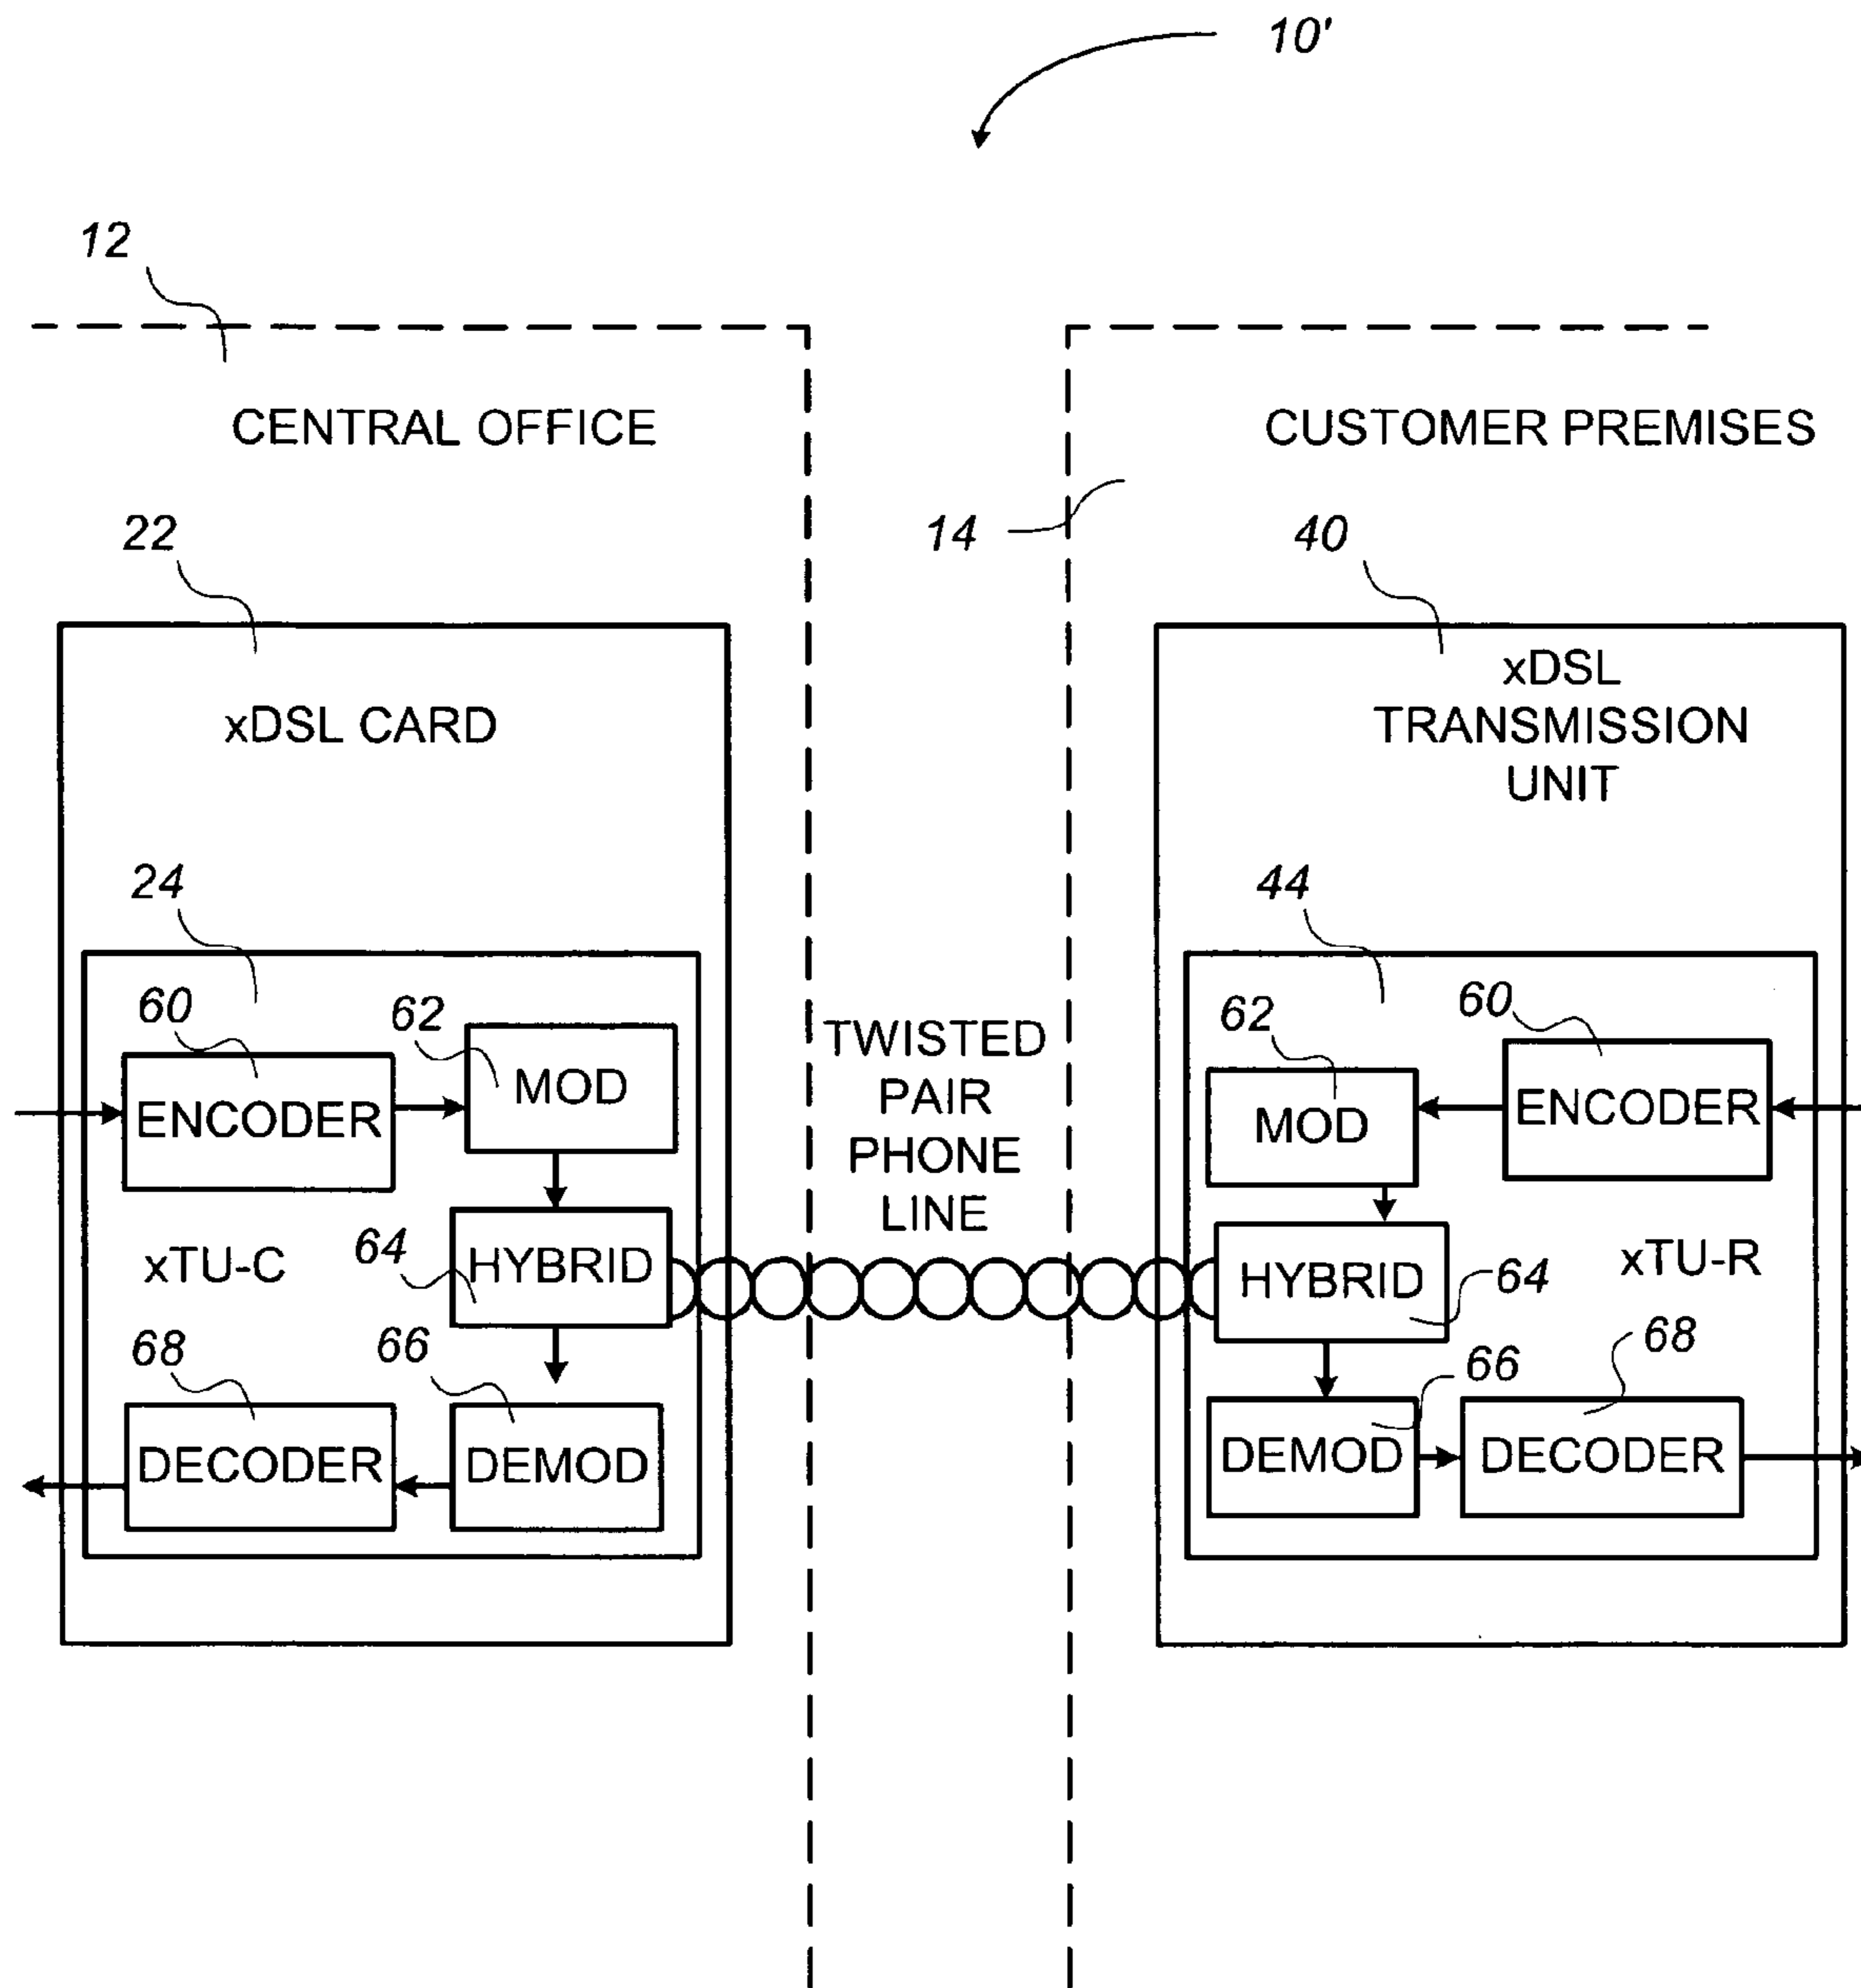 10'
12
CENTRAL OFFICE
CUSTOMER PREMISES
22
14
40
xDSL CARD
xDSL
TRANSMISSION
UNIT
24
44
60
62
62
60
ENCODER
MOD
TWISTED
PAIR
PHONE
LINE
MOD
ENCODER
xTU-C
64
HYBRID
HYBRID
64
xTU-R
68
66
66
68
DECODER
DEMOD
DEMOD
DECODER